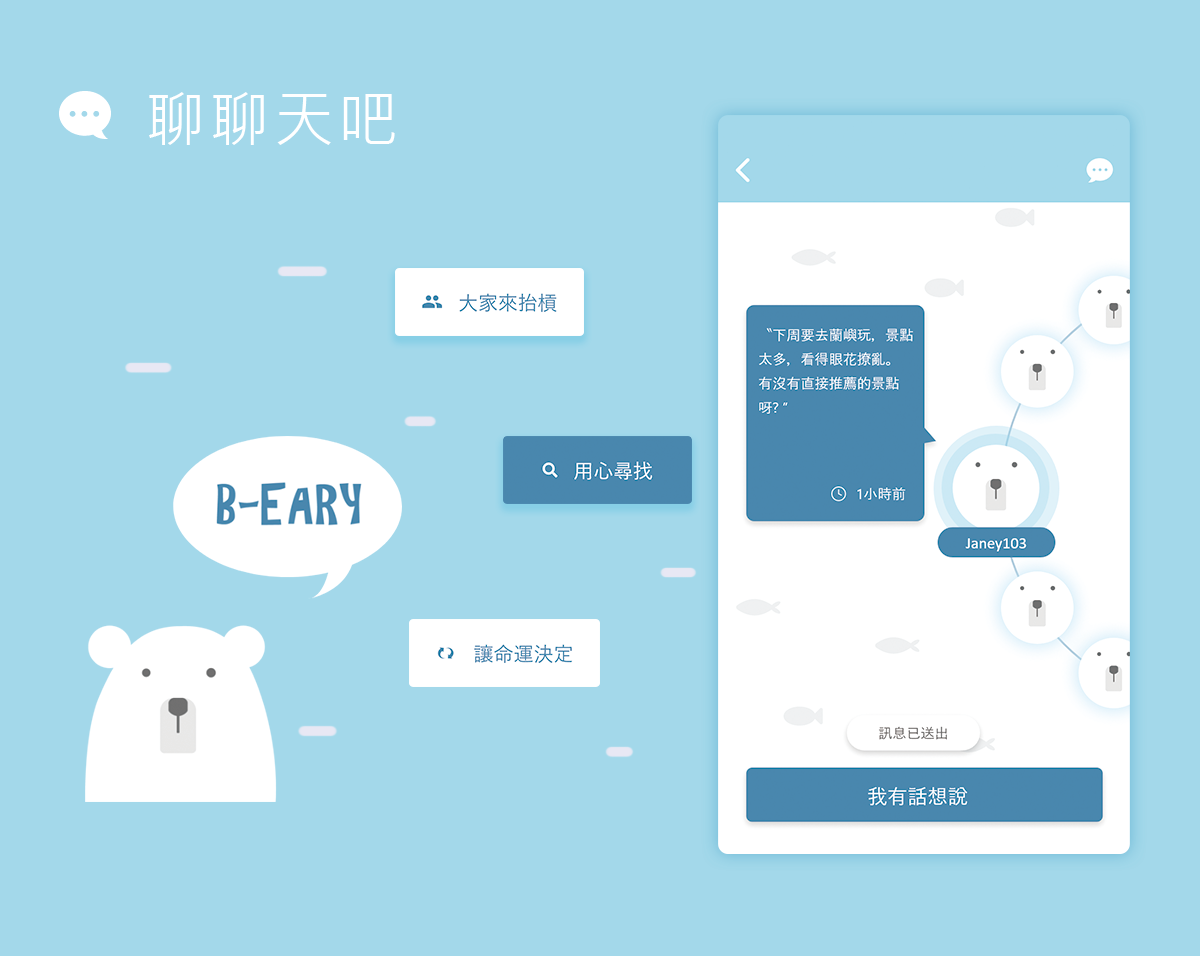 聊聊天吧
大家來抬槓
B-EARY
用心尋找
讓命運決定
〝下周要去蘭嶼玩，景點
太多，看得眼花撩亂。
有沒有直接推薦的景點
呀？〞
1小時前
Janey103
訊息已送出
我有話想說